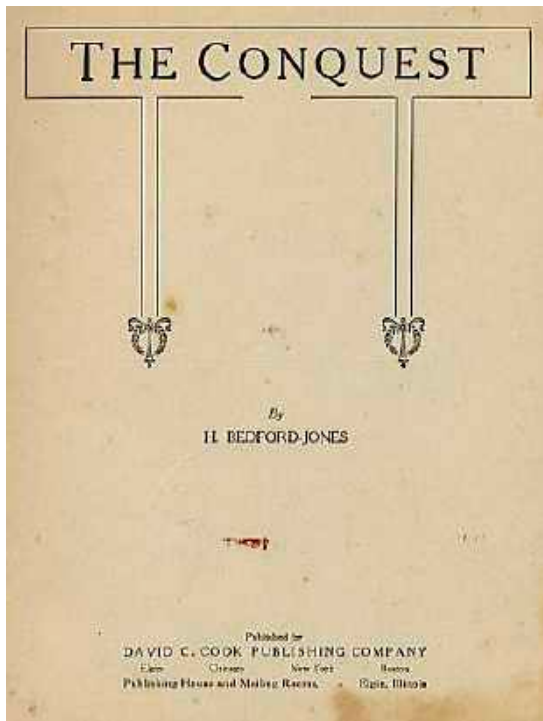 THE CONQUEST
By
H. BEDFORD-JONES
Published by
DAVID C. COOK PUBLISHING COMPANY
Elgin Chicago New York Boston
Publishing House and Mailing Rooms, Elgin, Illinois